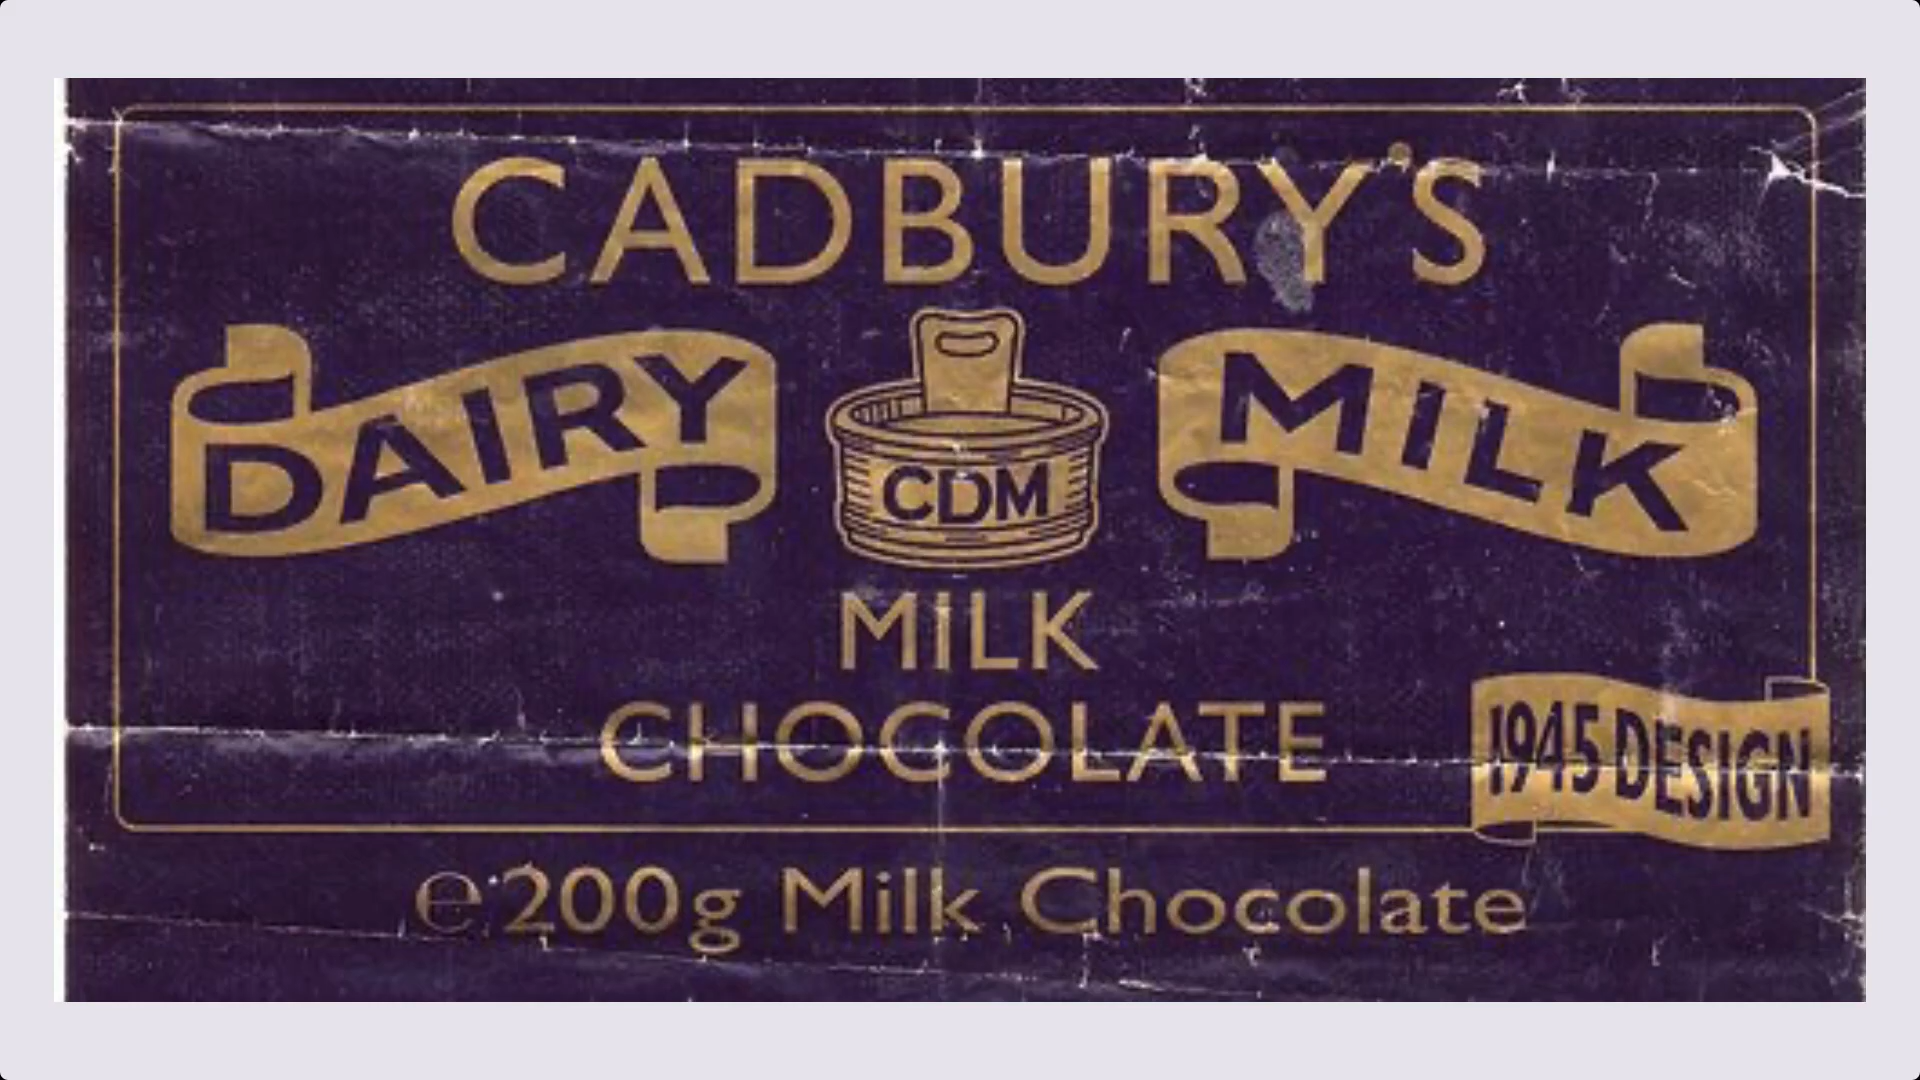 CADBURY'S
DAIRY MILK
CDM
MILK
CHOCOLATE
1945 DESIGN
℮ 200g Milk Chocolate